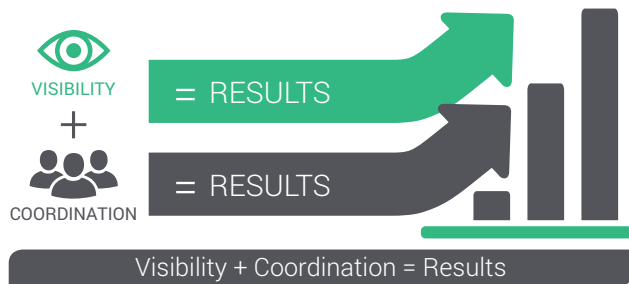 VISIBILITY
= RESULTS
+
COORDINATION
= RESULTS
Visibility + Coordination = Results